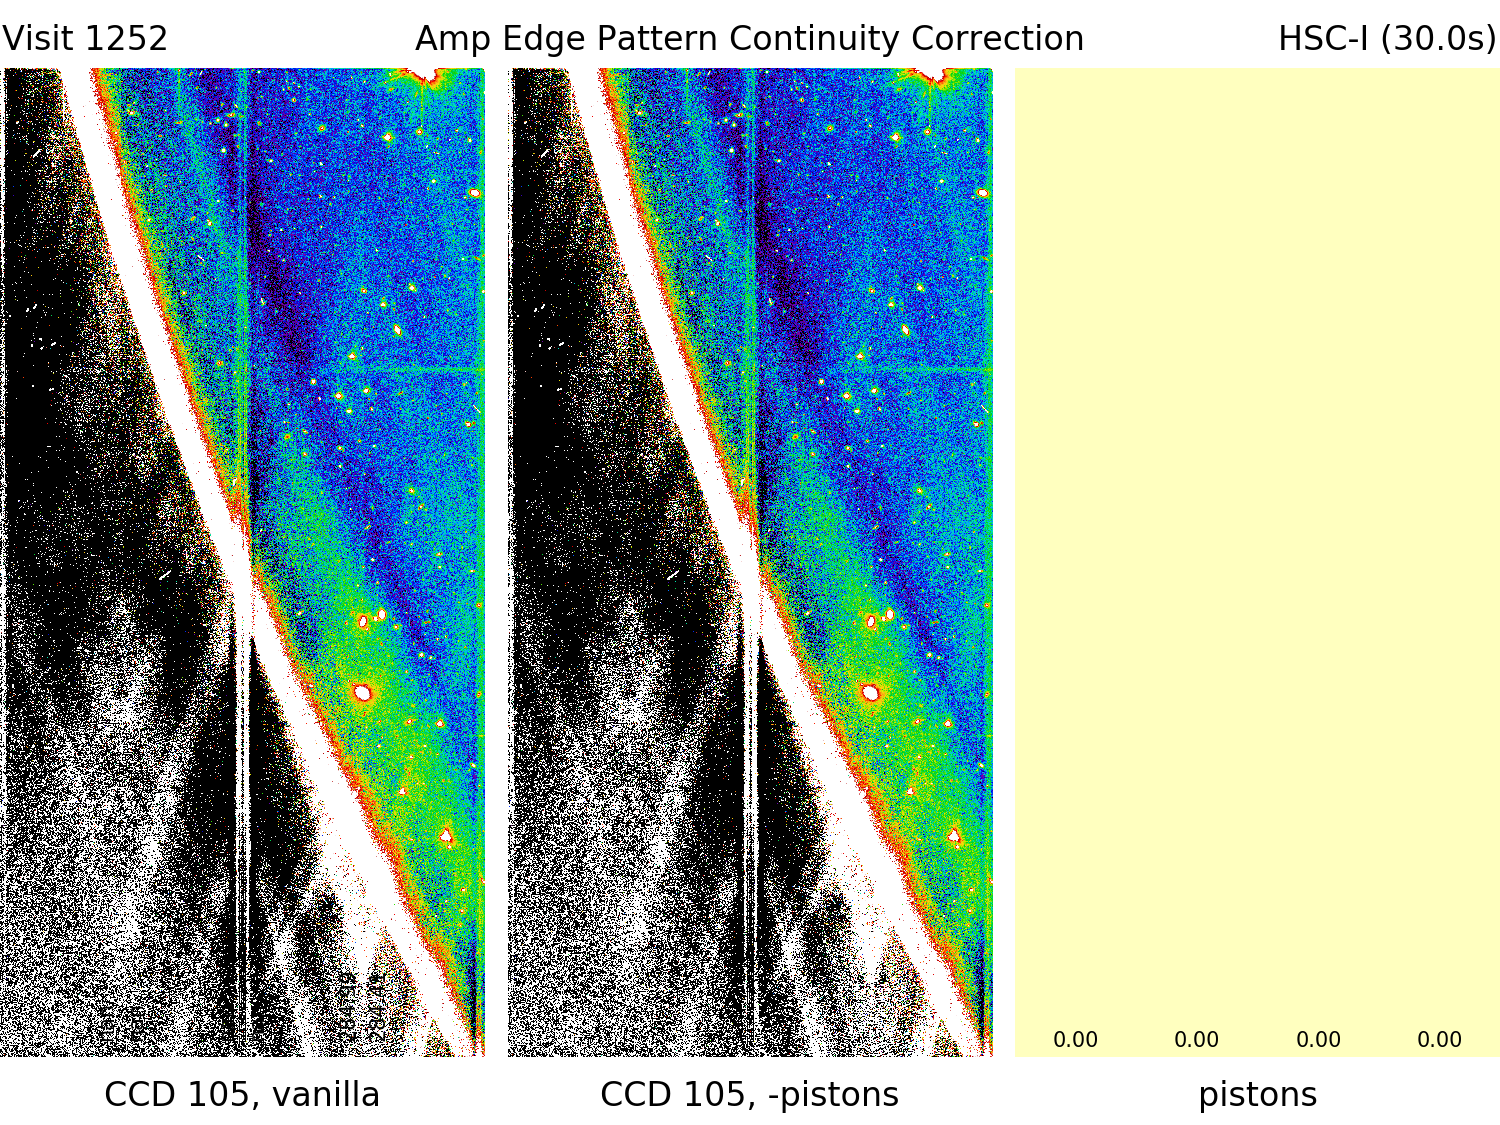 Visit 1252 Amp Edge Pattern Continuity Correction HSC-I (30.0s)
0.00 0.00 0.00 0.00
CCD 105, vanilla CCD 105, -pistons pistons